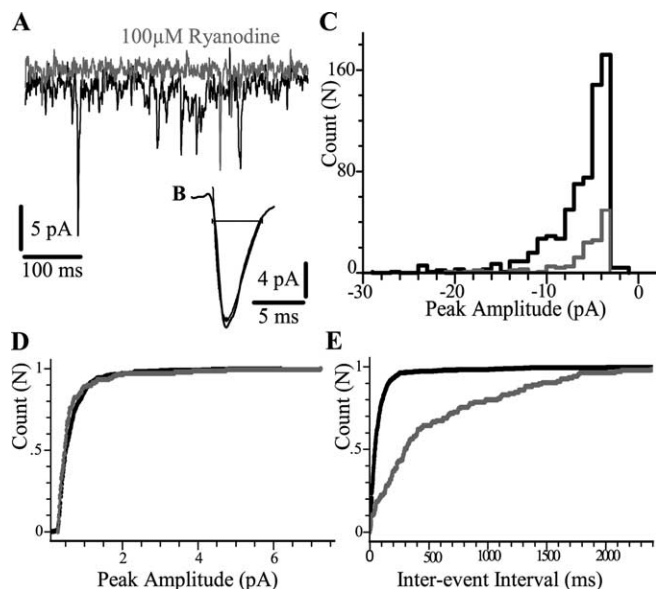 A
100µM Ryanodine
5 pA
100 ms
B
4 pA
5 ms
C
Count (N)
160
80
0
-30 -20 -10 0
Peak Amplitude (pA)
D
Count (N)
1
.5
0
2 4 6
Peak Amplitude (pA)
E
Count (N)
1
.5
0
0 500 1000 1500 2000
Inter-event Interval (ms)